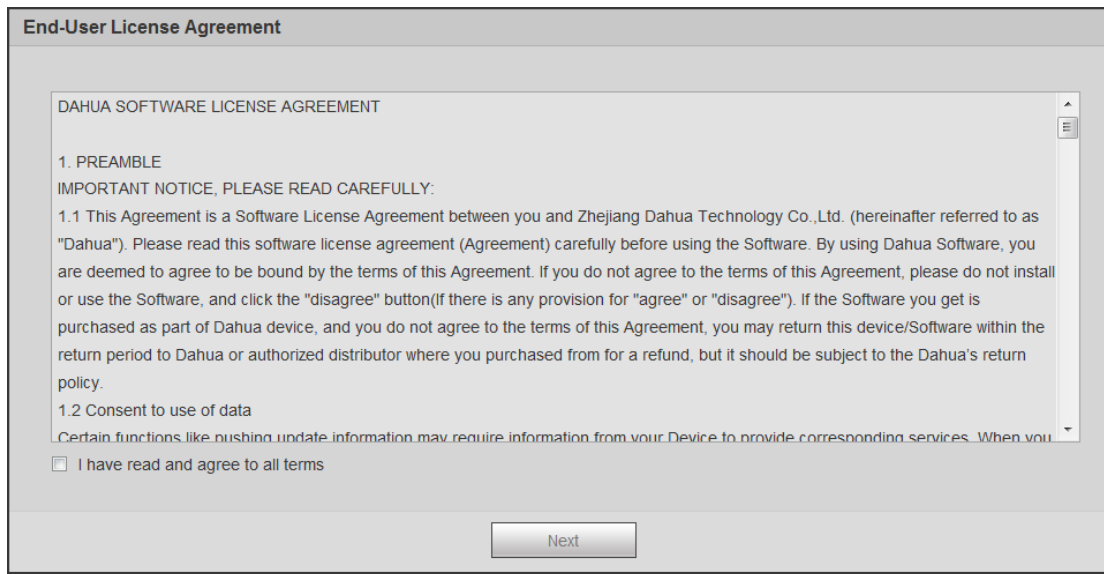 End-User License Agreement
DAHUA SOFTWARE LICENSE AGREEMENT
1. PREAMBLE
IMPORTANT NOTICE, PLEASE READ CAREFULLY:
1.1 This Agreement is a Software License Agreement between you and Zhejiang Dahua Technology Co.,Ltd. (hereinafter referred to as
"Dahua"). Please read this software license agreement (Agreement) carefully before using the Software. By using Dahua Software, you
are deemed to agree to be bound by the terms of this Agreement. If you do not agree to the terms of this Agreement, please do not install
or use the Software, and click the "disagree" button(If there is any provision for "agree" or "disagree"). If the Software you get is
purchased as part of Dahua device, and you do not agree to the terms of this Agreement, you may return this device/Software within the
return period to Dahua or authorized distributor where you purchased from for a refund, but it should be subject to the Dahua's return
policy.
1.2 Consent to use of data
Certain functions like pushing update information may require information from your Device to provide corresponding services. When you
I have read and agree to all terms
Next